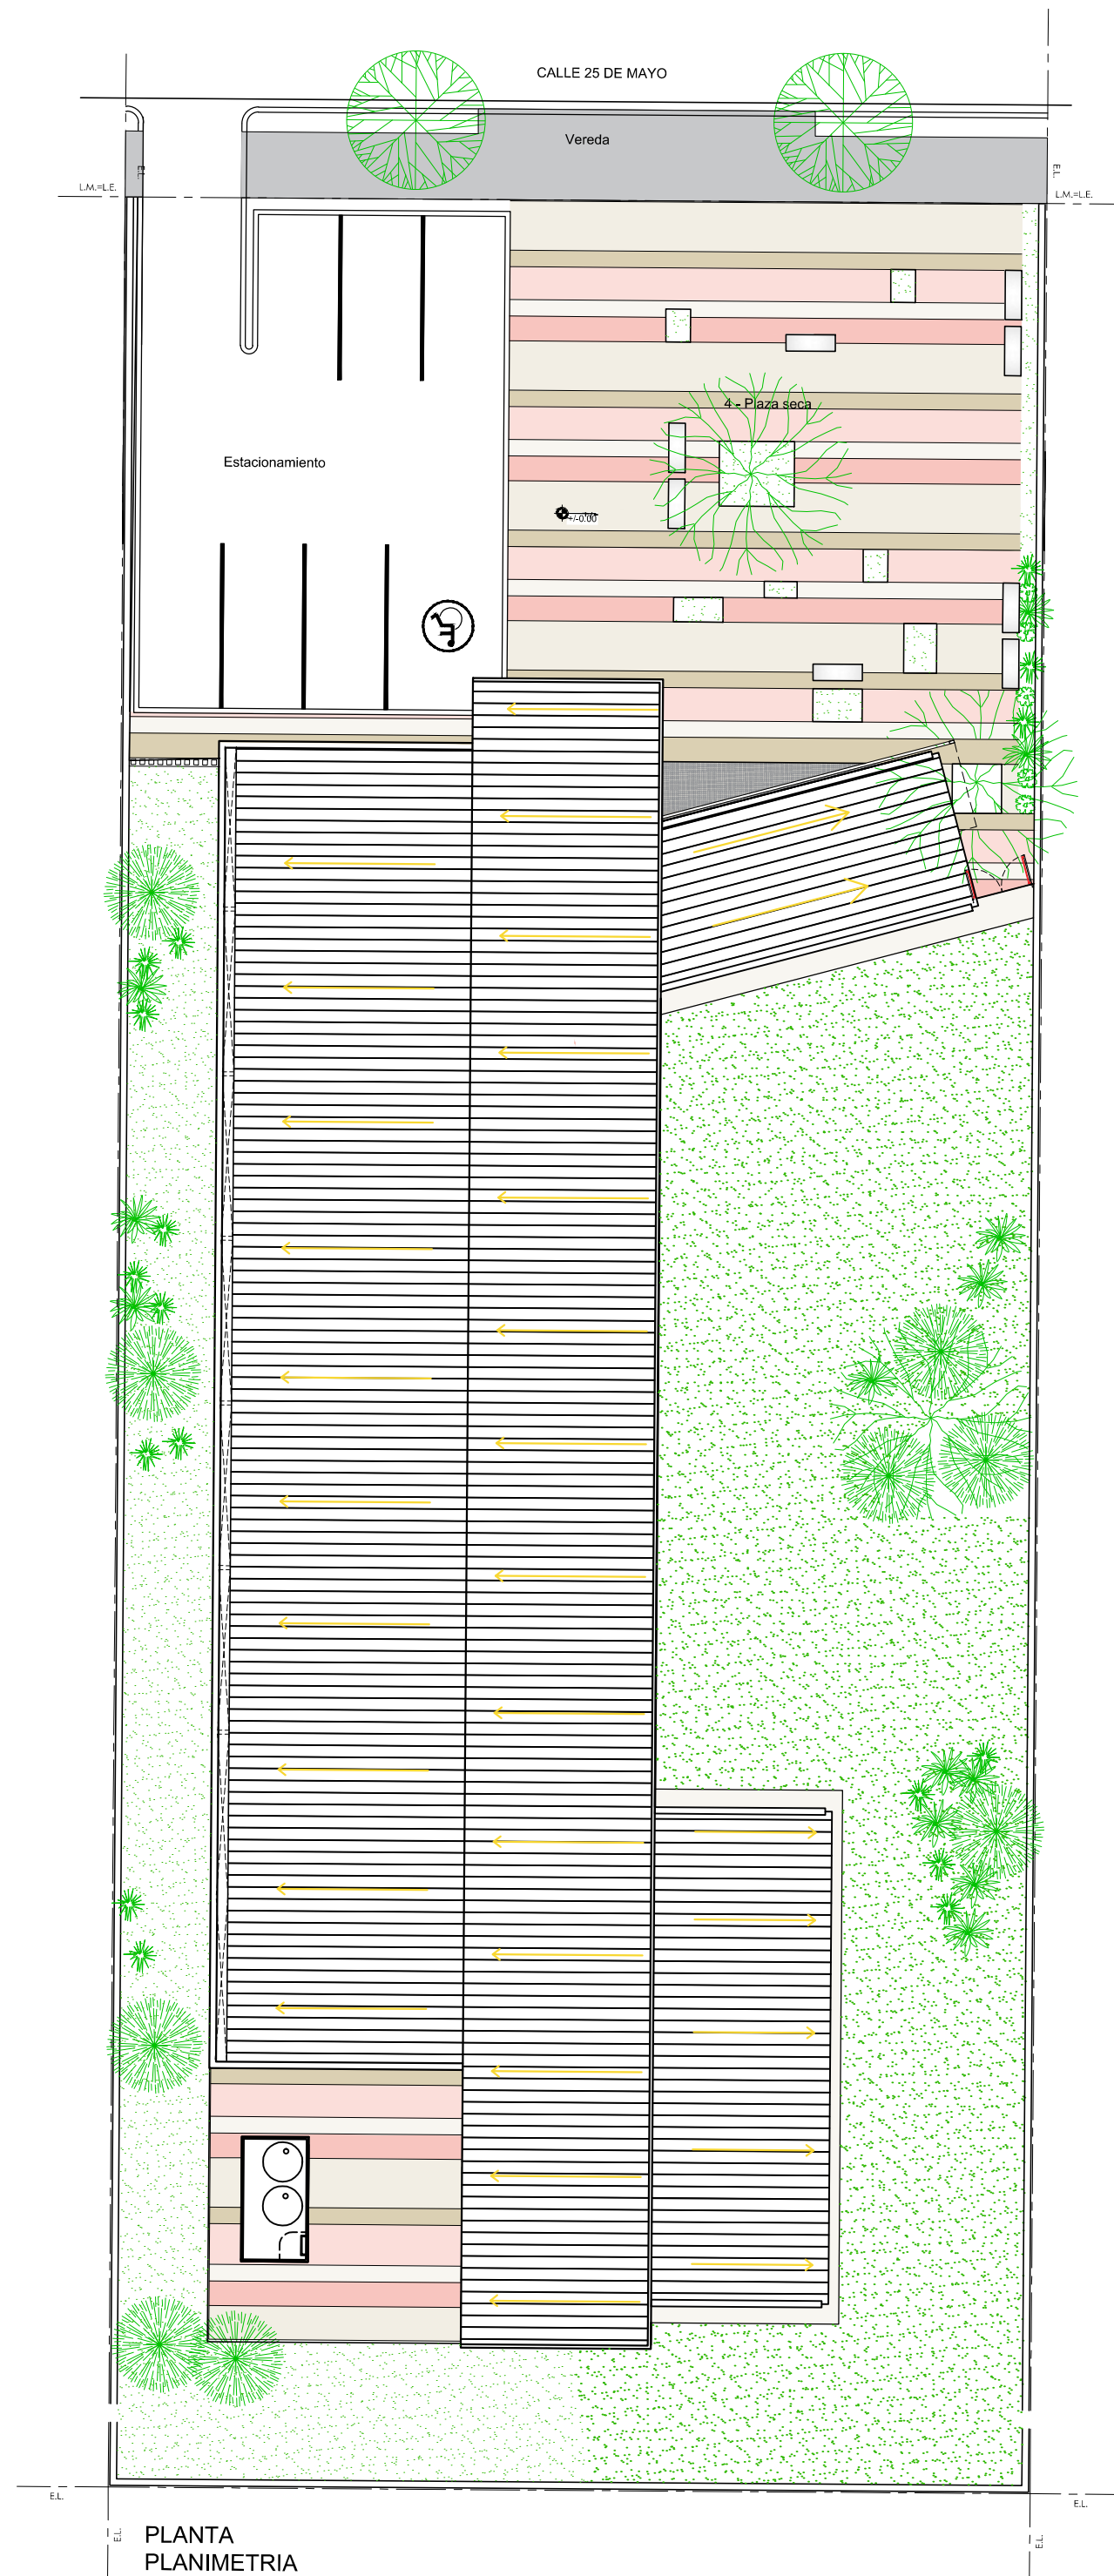 CALLE 25 DE MAYO
Vereda
E.L.
E.L.
L.M.=L.E.
L.M.=L.E.
4 - Plaza seca
Estacionamiento
+/-0.00
E.L.
E.L.
E.L.
E.L.
PLANTA
PLANIMETRIA